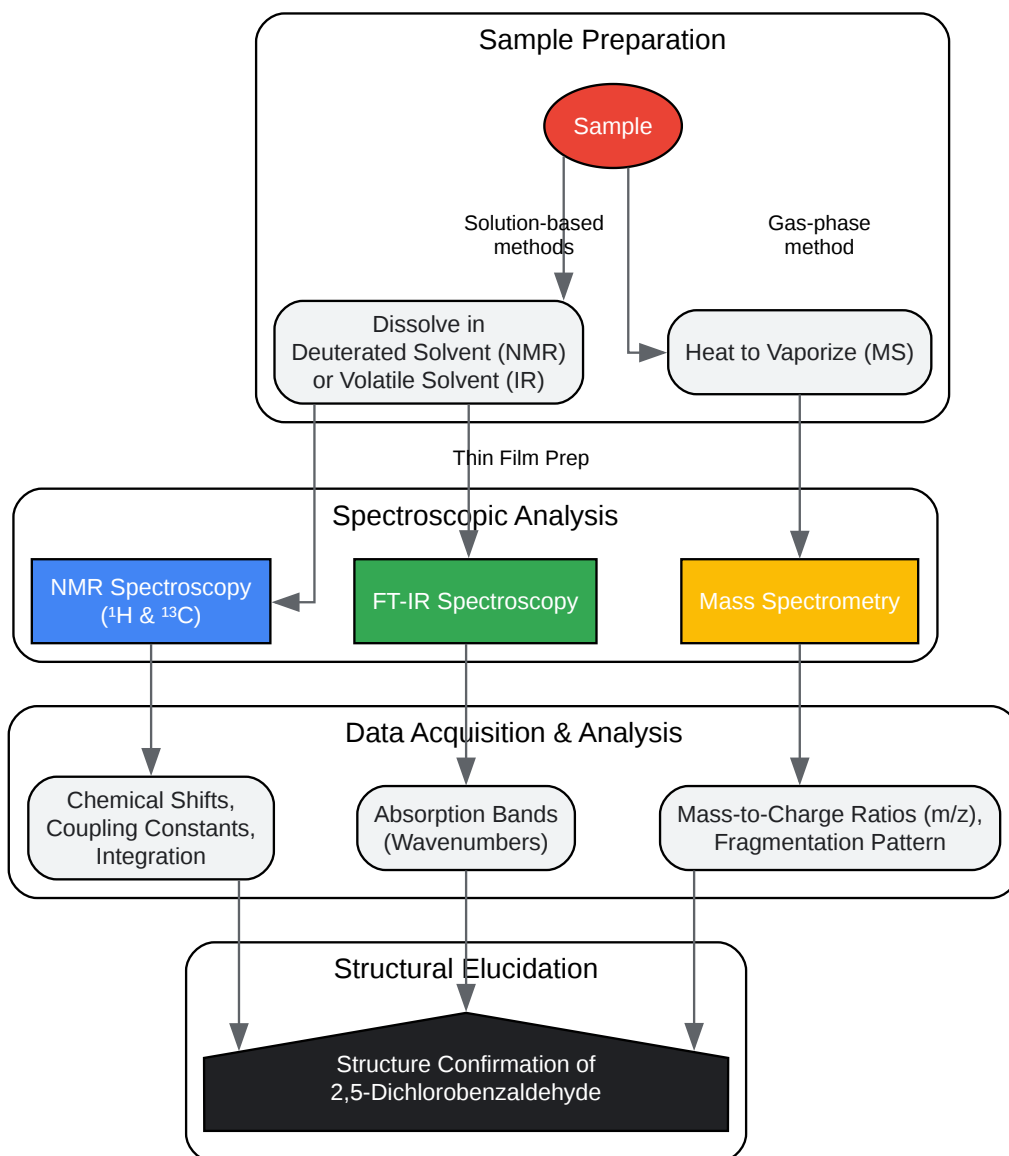 Sample Preparation
Sample
Solution-based
methods
Gas-phase
method
Dissolve in
Deuterated Solvent (NMR)
or Volatile Solvent (IR)
Heat to Vaporize (MS)
Thin Film Prep
Spectroscopic Analysis
NMR Spectroscopy
(¹H & ¹³C)
FT-IR Spectroscopy
Mass Spectrometry
Data Acquisition & Analysis
Chemical Shifts,
Coupling Constants,
Integration
Absorption Bands
(Wavenumbers)
Mass-to-Charge Ratios (m/z),
Fragmentation Pattern
Structural Elucidation
Structure Confirmation of
2,5-Dichlorobenzaldehyde